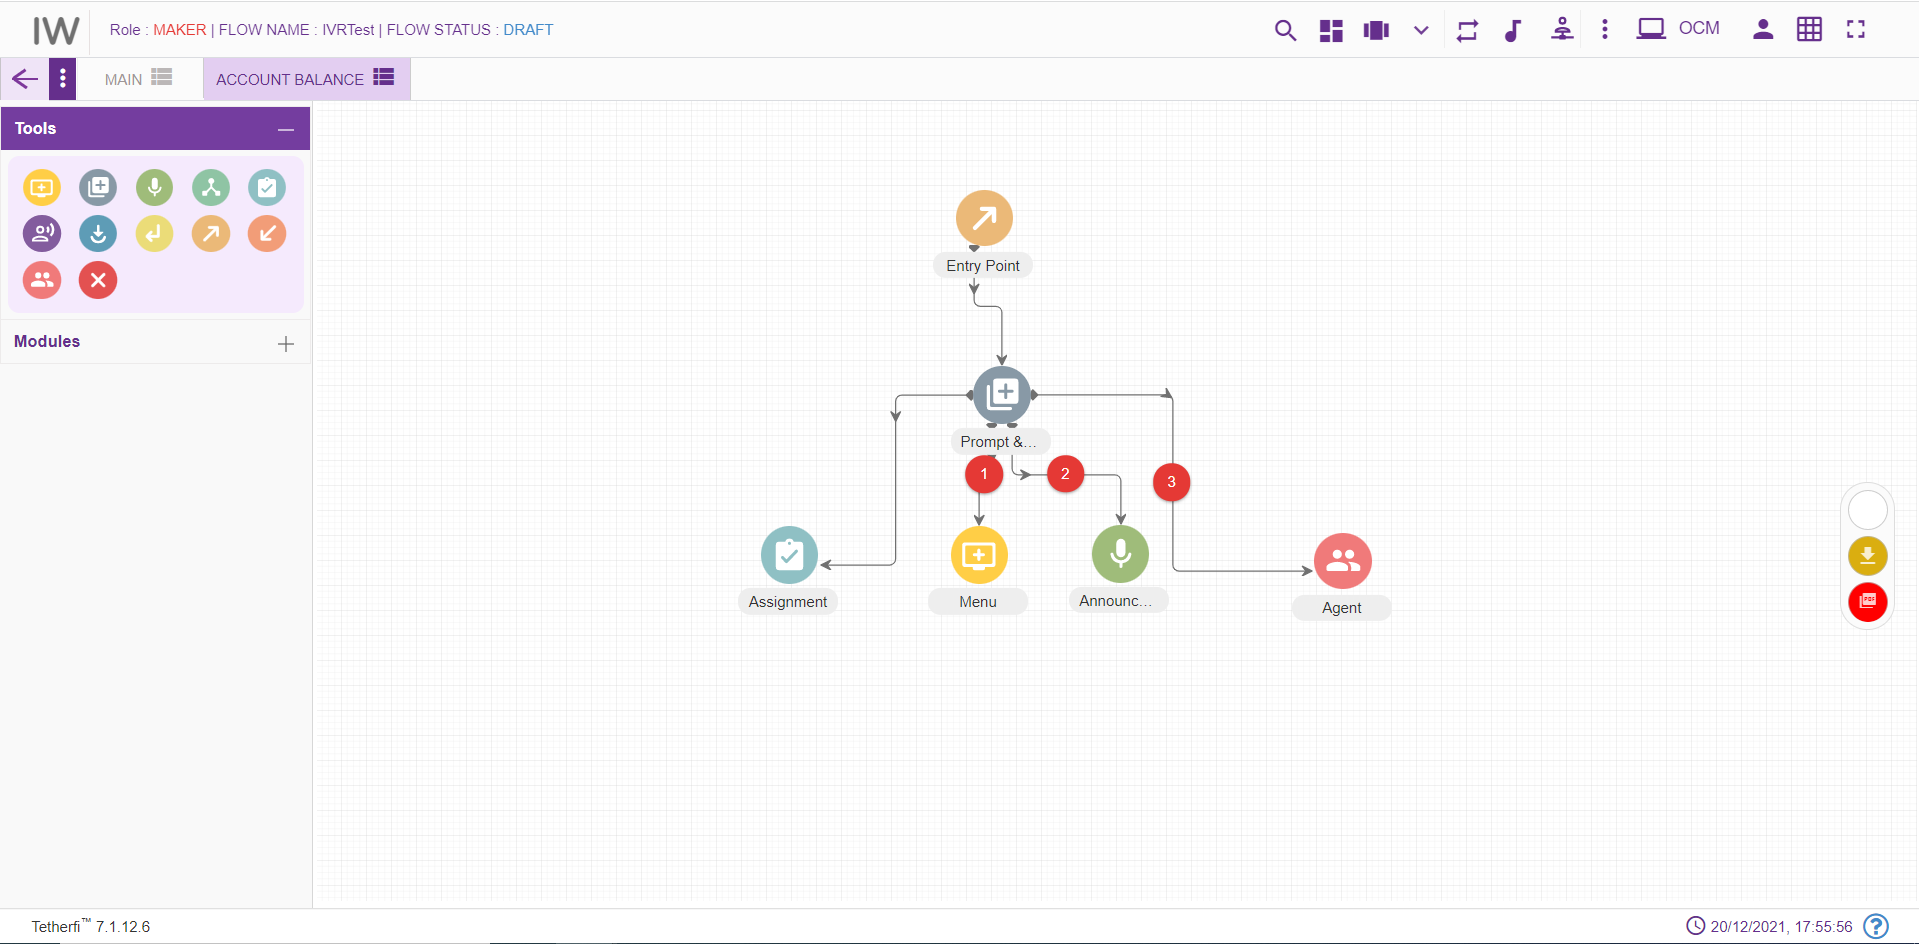 IW
Role : MAKER | FLOW NAME : IVRTest | FLOW STATUS : DRAFT
OCM
MAIN
ACCOUNT BALANCE
Tools
Modules
Entry Point
Prompt &...
1
2
3
Assignment
Menu
Announc...
Agent
PDF
Tetherfi™ 7.1.12.6
20/12/2021, 17:55:56
?